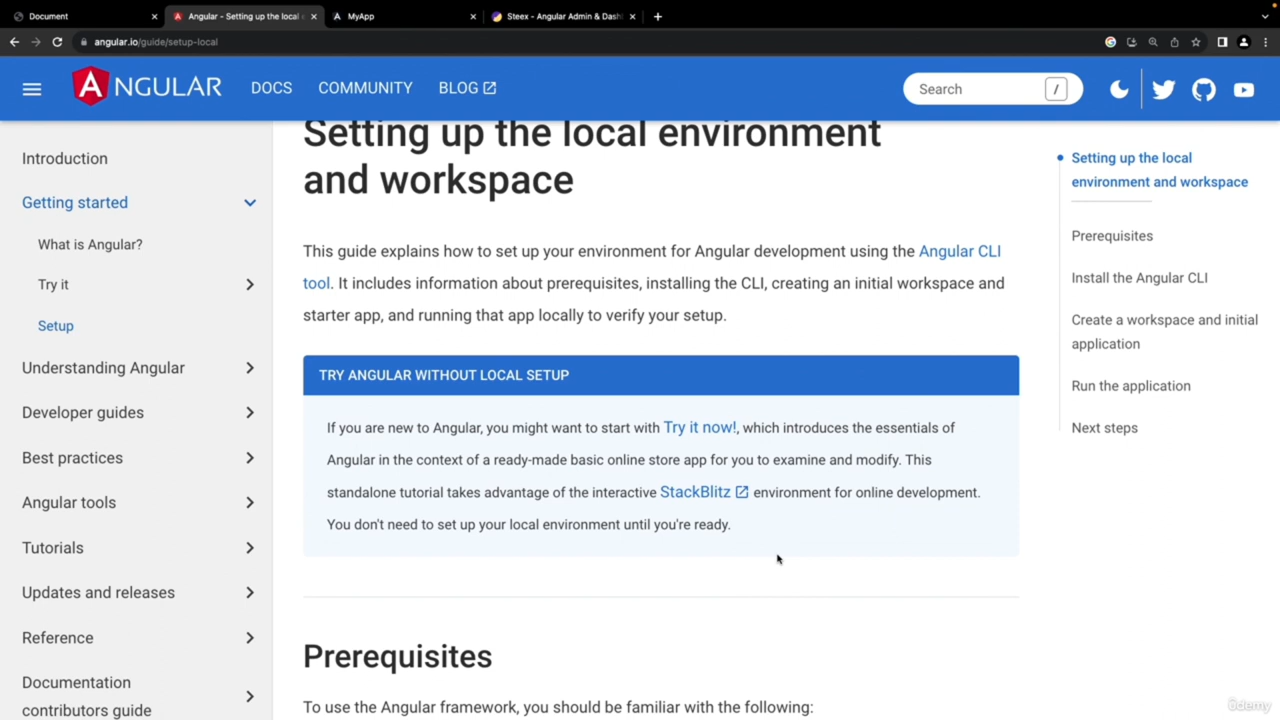 Document
Angular - Setting up the local e
MyApp
Steex - Angular Admin & Dash
angular.io/guide/setup-local
NGULAR
DOCS
COMMUNITY
BLOG
Search
/
Introduction
Getting started
What is Angular?
Try it
Setup
Understanding Angular
Developer guides
Best practices
Angular tools
Tutorials
Updates and releases
Reference
Documentation
contributors guide
Setting up the local environment
and workspace
This guide explains how to set up your environment for Angular development using the Angular CLI
tool. It includes information about prerequisites, installing the CLI, creating an initial workspace and
starter app, and running that app locally to verify your setup.
TRY ANGULAR WITHOUT LOCAL SETUP
If you are new to Angular, you might want to start with Try it now!, which introduces the essentials of
Angular in the context of a ready-made basic online store app for you to examine and modify. This
standalone tutorial takes advantage of the interactive StackBlitz environment for online development.
You don't need to set up your local environment until you're ready.
Prerequisites
To use the Angular framework, you should be familiar with the following:
Setting up the local
environment and workspace
Prerequisites
Install the Angular CLI
Create a workspace and initial
application
Run the application
Next steps
ûdemy